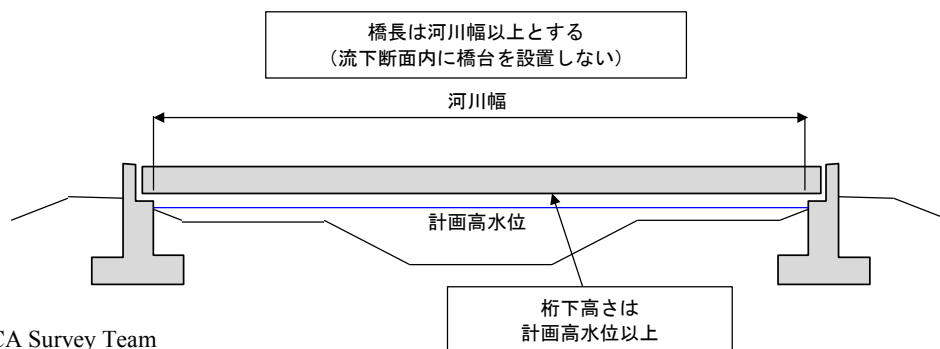 橋長は河川幅以上とする
（流下断面内に橋台を設置しない）
河川幅
計画高水位
桁下高さは
計画高水位以上
CA Survey Team